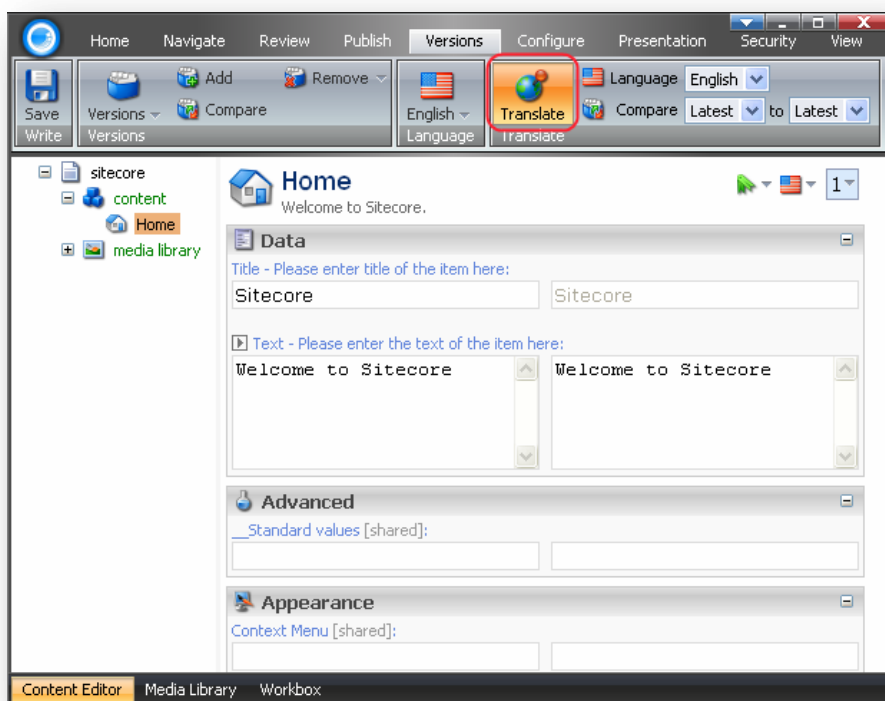 Home Navigate Review Publish Versions Configure Presentation Security View
Add Remove Language English
Save Versions Compare English Translate Compare Latest to Latest
Write Versions Language Translate
sitecore
content
Home
media library
Home
Welcome to Sitecore.
1
Data
Title - Please enter title of the item here:
Sitecore Sitecore
Text - Please enter the text of the item here:
Welcome to Sitecore Welcome to Sitecore
Advanced
__Standard values [shared]:
Appearance
Context Menu [shared]:
Content Editor Media Library Workbox